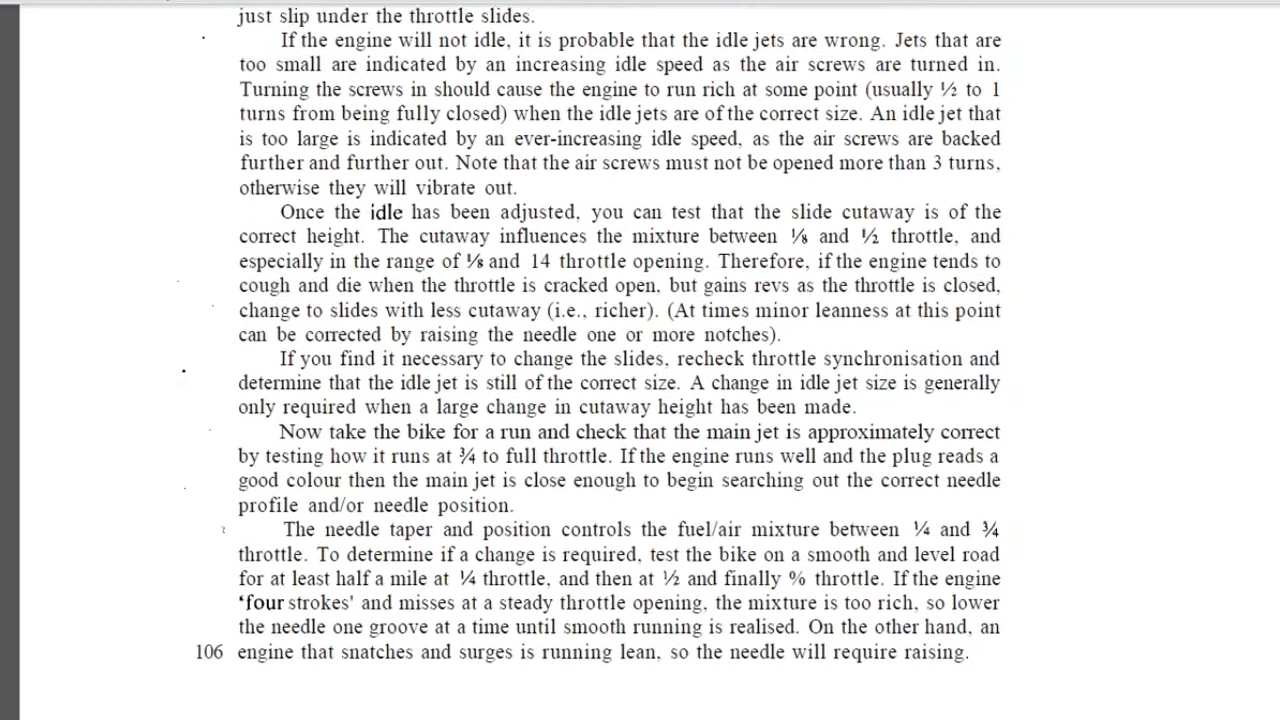 just slip under the throttle slides.
If the engine will not idle, it is probable that the idle jets are wrong. Jets that are
too small are indicated by an increasing idle speed as the air screws are turned in.
Turning the screws in should cause the engine to run rich at some point (usually ½ to 1
turns from being fully closed) when the idle jets are of the correct size. An idle jet that
is too large is indicated by an ever-increasing idle speed, as the air screws are backed
further and further out. Note that the air screws must not be opened more than 3 turns,
otherwise they will vibrate out.
Once the idle has been adjusted, you can test that the slide cutaway is of the
correct height. The cutaway influences the mixture between ⅛ and ½ throttle, and
especially in the range of ⅛ and 14 throttle opening. Therefore, if the engine tends to
cough and die when the throttle is cracked open, but gains revs as the throttle is closed,
change to slides with less cutaway (i.e., richer). (At times minor leanness at this point
can be corrected by raising the needle one or more notches).
If you find it necessary to change the slides, recheck throttle synchronisation and
determine that the idle jet is still of the correct size. A change in idle jet size is generally
only required when a large change in cutaway height has been made.
Now take the bike for a run and check that the main jet is approximately correct
by testing how it runs at ¾ to full throttle. If the engine runs well and the plug reads a
good colour then the main jet is close enough to begin searching out the correct needle
profile and/or needle position.
The needle taper and position controls the fuel/air mixture between ¼ and ¾
throttle. To determine if a change is required, test the bike on a smooth and level road
for at least half a mile at ¼ throttle, and then at ½ and finally % throttle. If the engine
'four strokes' and misses at a steady throttle opening, the mixture is too rich, so lower
the needle one groove at a time until smooth running is realised. On the other hand, an
106 engine that snatches and surges is running lean, so the needle will require raising.